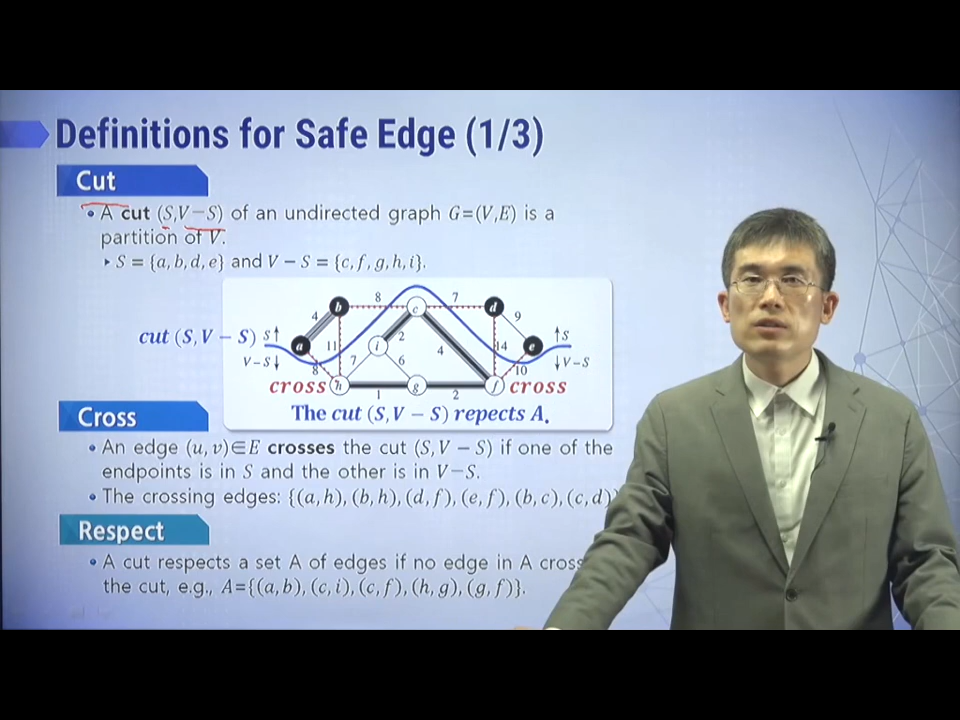 Definitions for Safe Edge (1/3)
Cut
• A cut (S,V−S) of an undirected graph G=(V,E) is a
partition of V.
▸ S = {a, b, d, e} and V − S = {c, f, g, h, i}.
8 7
b c d
4 9
cut (S, V − S) S↑ a 11 i 2 4 14 e ↑S
V−S↓ 8 7 6 10 ↓V−S
cross h g f cross
1 2
The cut (S, V − S) repects A.
Cross
• An edge (u, v)∈E crosses the cut (S, V − S) if one of the
endpoints is in S and the other is in V−S.
• The crossing edges: {(a, h), (b, h), (d, f), (e, f), (b, c), (c, d)}
Respect
• A cut respects a set A of edges if no edge in A cross
the cut, e.g., A={(a, b), (c, i), (c, f), (h, g), (g, f)}.